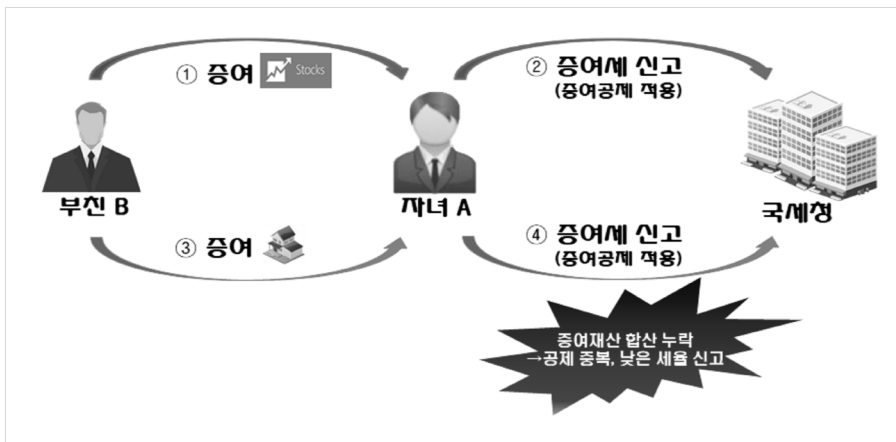 ① 증여
Stocks
② 증여세 신고
(증여공제 적용)
부친 B
자녀 A
국세청
③ 증여
④ 증여세 신고
(증여공제 적용)
증여재산 합산 누락
→공제 중복, 낮은 세율 신고